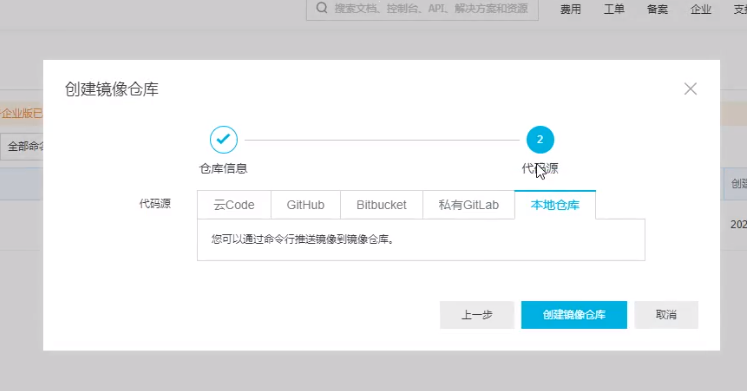 搜索文档、控制台、API、解决方案和资源
费用 工单 备案 企业
企业版已
全部命
创建镜像仓库
2
仓库信息 代码源
代码源 云Code GitHub Bitbucket 私有GitLab 本地仓库
创建
您可以通过命令行推送镜像到镜像仓库。
202
上一步 创建镜像仓库 取消